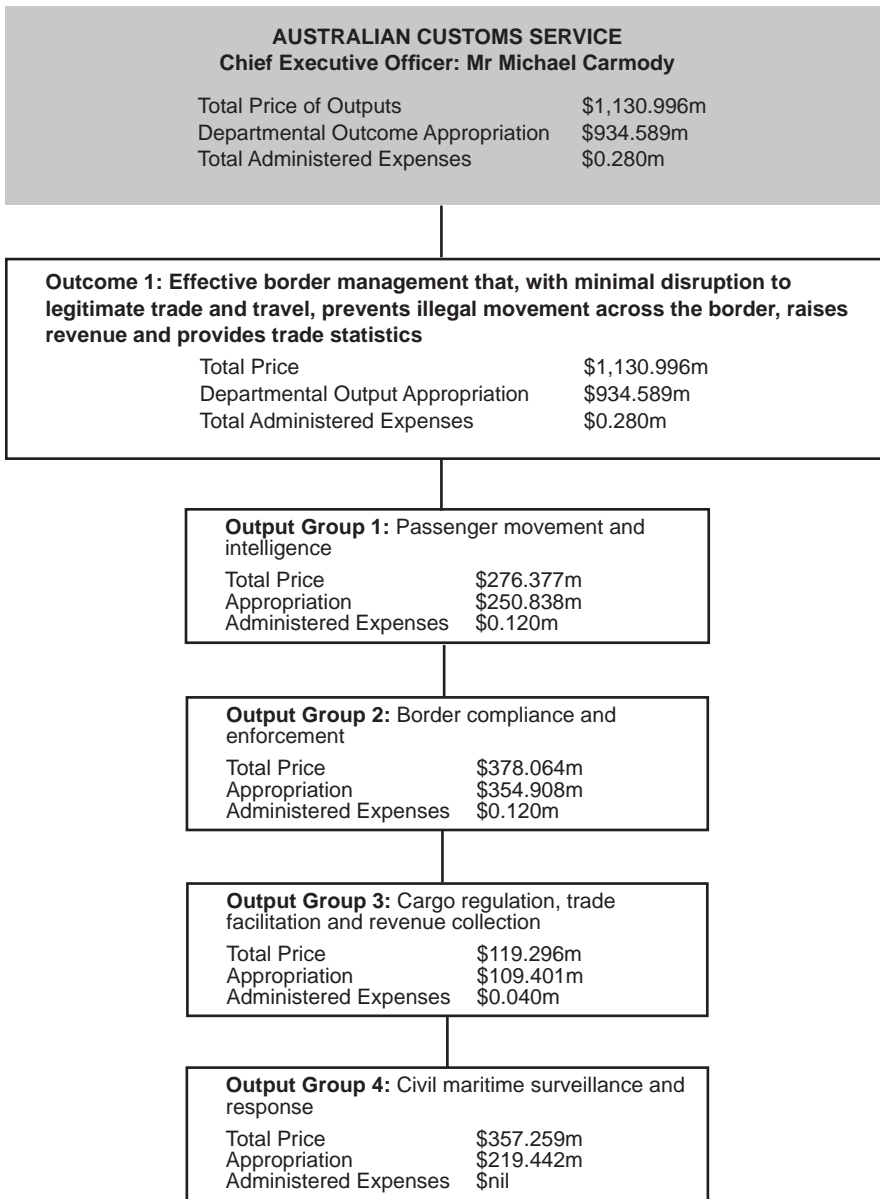 AUSTRALIAN CUSTOMS SERVICE
Chief Executive Officer: Mr Michael Carmody
Total Price of Outputs $1,130.996m
Departmental Outcome Appropriation $934.589m
Total Administered Expenses $0.280m
Outcome 1: Effective border management that, with minimal disruption to
legitimate trade and travel, prevents illegal movement across the border, raises
revenue and provides trade statistics
Total Price $1,130.996m
Departmental Output Appropriation $934.589m
Total Administered Expenses $0.280m
Output Group 1: Passenger movement and
intelligence
Total Price $276.377m
Appropriation $250.838m
Administered Expenses $0.120m
Output Group 2: Border compliance and
enforcement
Total Price $378.064m
Appropriation $354.908m
Administered Expenses $0.120m
Output Group 3: Cargo regulation, trade
facilitation and revenue collection
Total Price $119.296m
Appropriation $109.401m
Administered Expenses $0.040m
Output Group 4: Civil maritime surveillance and
response
Total Price $357.259m
Appropriation $219.442m
Administered Expenses $nil